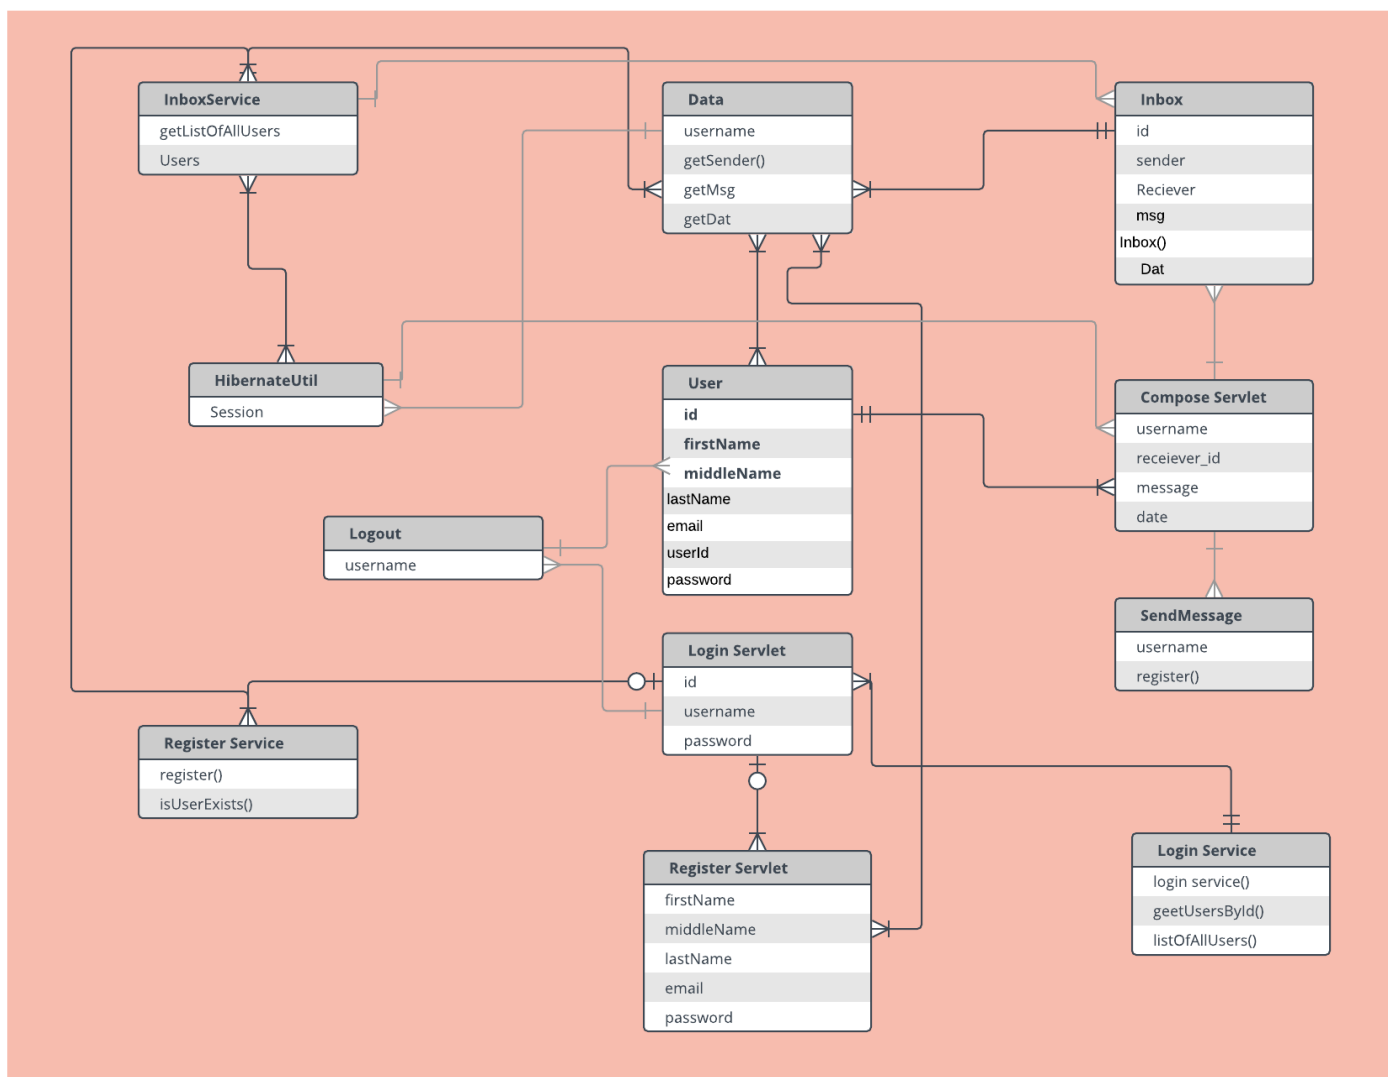 InboxService
getListOfAllUsers
Users
Data
username
getSender()
getMsg
getDat
Inbox
id
sender
Reciever
msg
Inbox()
Dat
HibernateUtil
Session
User
id
firstName
middleName
lastName
email
userId
password
Compose Servlet
username
receiever_id
message
date
Logout
username
SendMessage
username
register()
Login Servlet
id
username
password
Register Service
register()
isUserExists()
Register Servlet
firstName
middleName
lastName
email
password
Login Service
login service()
geetUsersById()
listOfAllUsers()